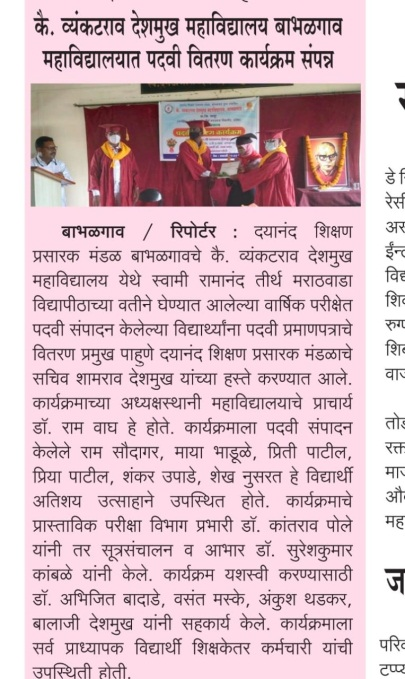 कै. व्यंकटराव देशमुख महाविद्यालय बाभळगाव
महाविद्यालयात पदवी वितरण कार्यक्रम संपन्न
बाभळगाव / रिपोर्टर : दयानंद शिक्षण
प्रसारक मंडळ बाभळगावचे कै. व्यंकटराव देशमुख
महाविद्यालय येथे स्वामी रामानंद तीर्थ मराठवाडा
विद्यापीठाच्या वतीने घेण्यात आलेल्या वार्षिक परीक्षेत
पदवी संपादन केलेल्या विद्यार्थ्यांना पदवी प्रमाणपत्राचे
वितरण प्रमुख पाहुणे दयानंद शिक्षण प्रसारक मंडळाचे
सचिव शामराव देशमुख यांच्या हस्ते करण्यात आले.
कार्यक्रमाच्या अध्यक्षस्थानी महाविद्यालयाचे प्राचार्य
डॉ. राम वाघ हे होते. कार्यक्रमाला पदवी संपादन
केलेले राम सौदागर, माया भाडूळे, प्रिती पाटील,
प्रिया पाटील, शंकर उपाडे, शेख नुसरत हे विद्यार्थी
अतिशय उत्साहाने उपस्थित होते. कार्यक्रमाचे
प्रास्ताविक परीक्षा विभाग प्रभारी डॉ. कांतराव पोले
यांनी तर सूत्रसंचालन व आभार डॉ. सुरेशकुमार
कांबळे यांनी केले. कार्यक्रम यशस्वी करण्यासाठी
डॉ. अभिजित बादाडे, वसंत मस्के, अंकुश थडकर,
बालाजी देशमुख यांनी सहकार्य केले. कार्यक्रमाला
सर्व प्राध्यापक विद्यार्थी शिक्षकेतर कर्मचारी यांची
उपस्थिती होती.